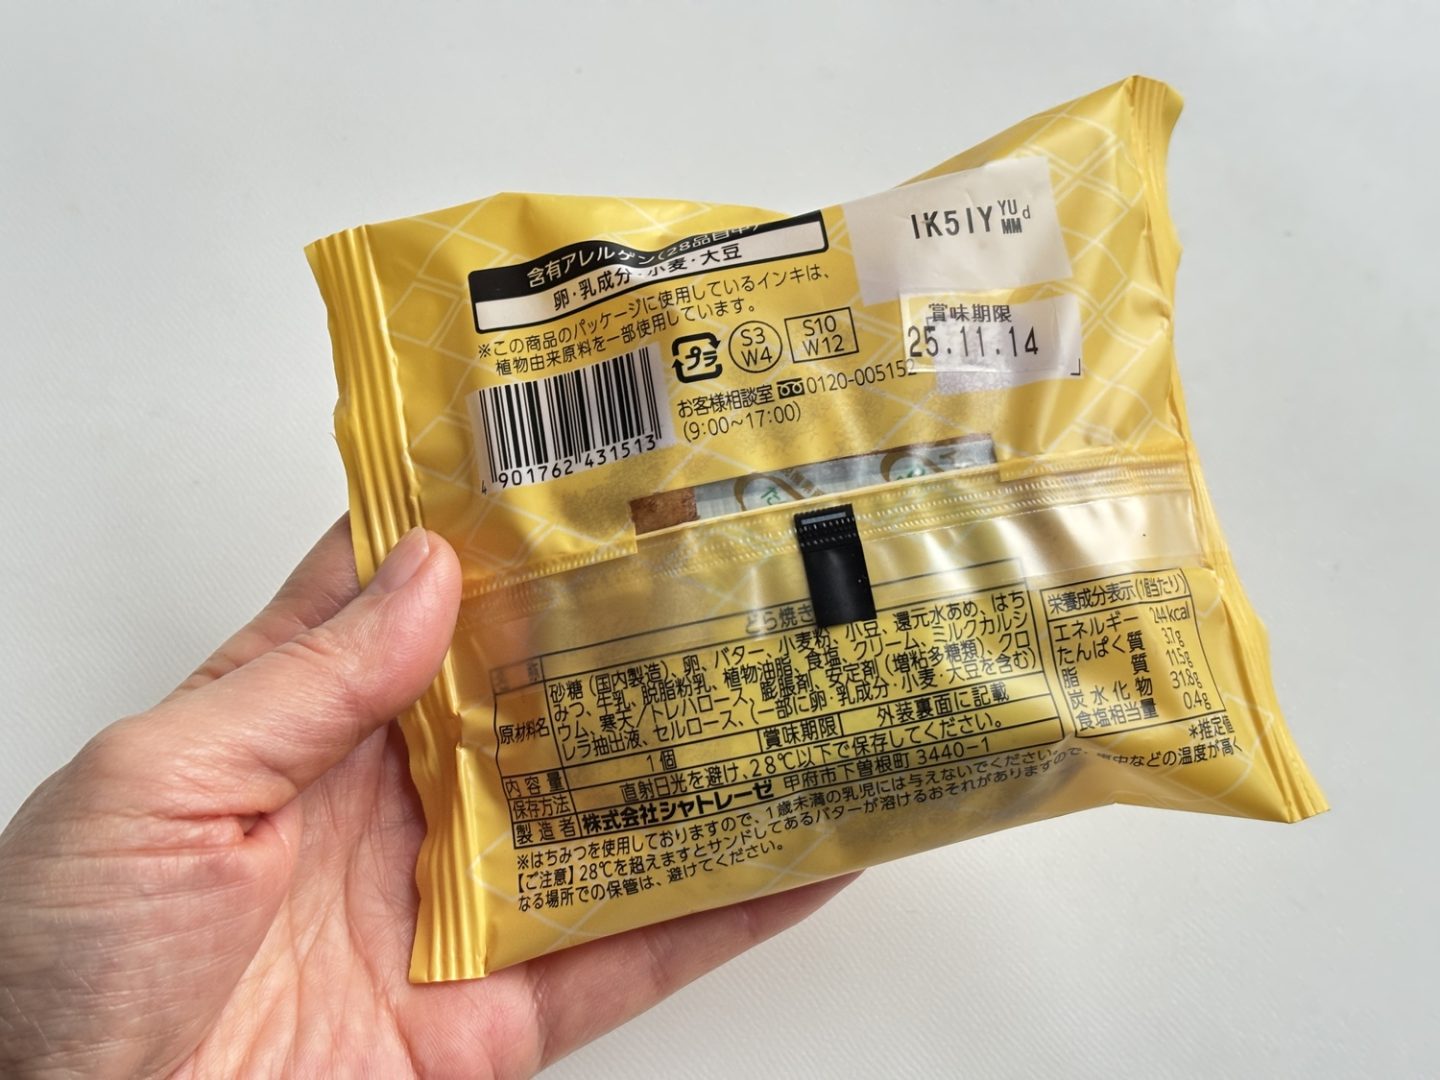 含有アレルゲン(28品目中)
卵・乳成分・小麦・大豆
※この商品のパッケージに使用しているインキは、
植物由来原料を一部使用しています。
プラ
S3
W4
S10
W12
お客様相談室 0120-005152
(9:00~17:00)
4 901762 431513
IK5IY YU d
MM
賞味期限
25.11.14
どら焼き
原材料名
砂糖(国内製造)、卵、バター、小麦粉、小豆、還元水あめ、はち
みつ、牛乳、脱脂粉乳、植物油脂、食塩、クリーム、ミルクカルシ
ウム、寒天/トレハロース、膨脹剤、安定剤(増粘多糖類)、クロ
レラ抽出液、セルロース、(一部に卵・乳成分・小麦・大豆を含む)
内容量 1個 賞味期限 外装裏面に記載
保存方法 直射日光を避け、28℃以下で保存してください。
製造者 株式会社シャトレーゼ 甲府市下曽根町3440-1
※はちみつを使用しておりますので、1歳未満の乳児には与えないでください。
【ご注意】28℃を超えますとサンドしてあるバターが溶けるおそれがありますので、車中などの温度が高く
なる場所での保管は、避けてください。
栄養成分表示(1個当たり)
エネルギー 244kcal
たんぱく質 3.7g
脂質 11.5g
炭水化物 31.8g
食塩相当量 0.4g
*推定値